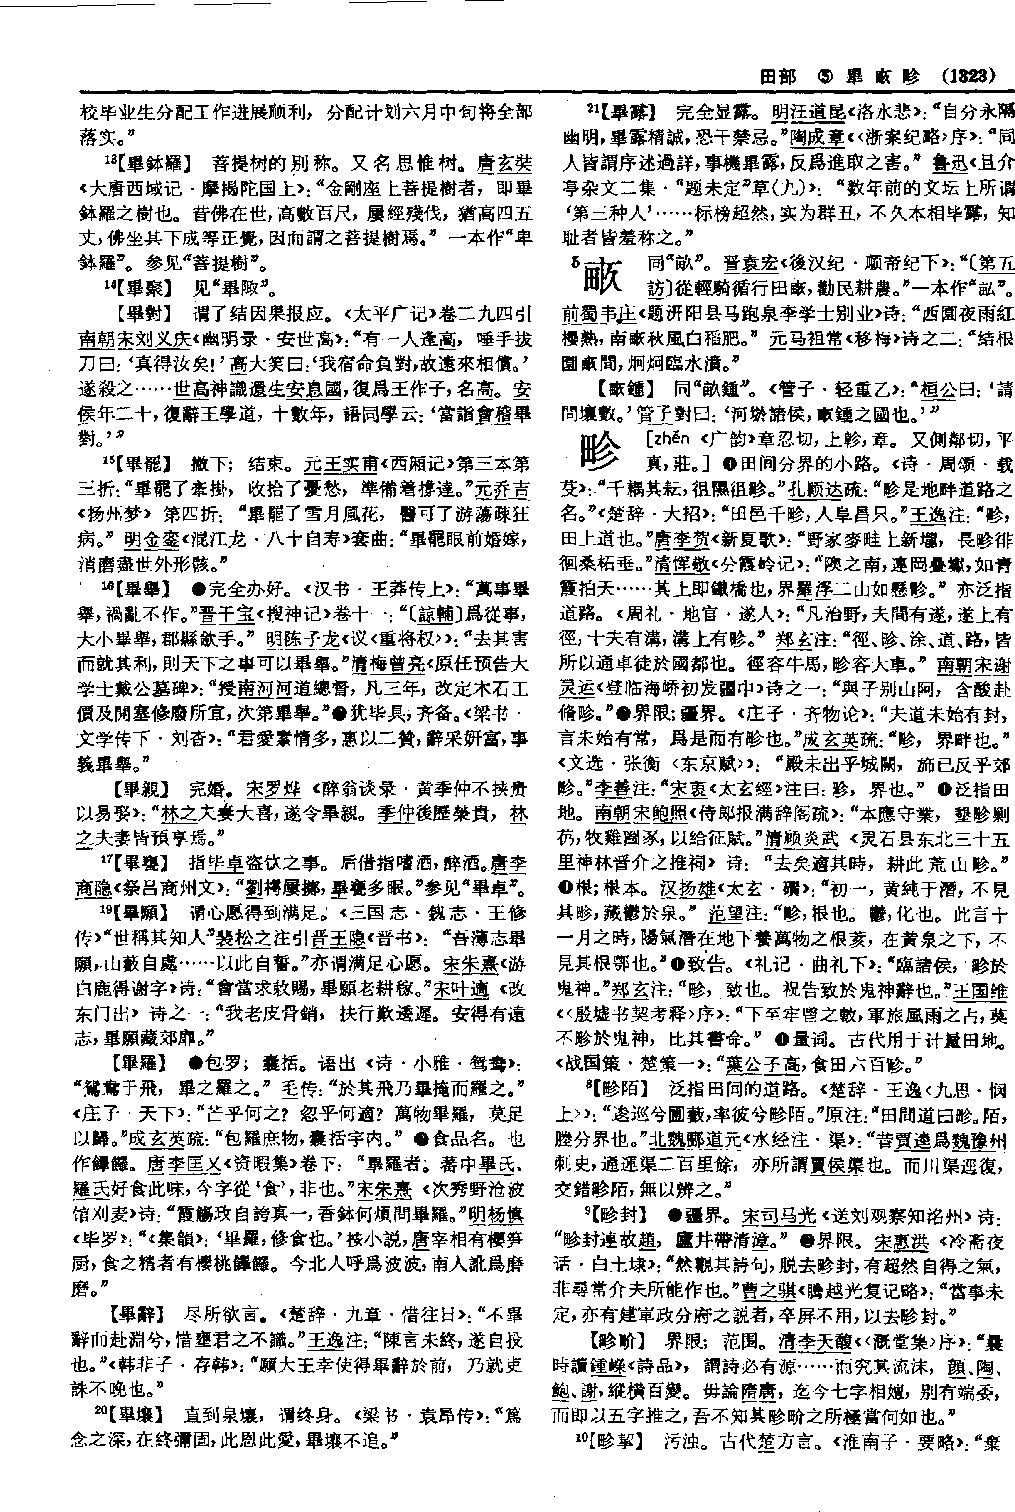 田部 ⑤ 畢畞畛 (1323)
校毕业生分配工作进展顺利，分配计划六月中旬将全部
落实。”
¹³【畢鉢羅】 菩提树的别称。又名思惟树。唐玄奘
《大唐西域记·摩揭陀国上》：“金剛座上菩提樹者，即畢
鉢羅之樹也。昔佛在世，高數百尺，屢經殘伐，猶高四五
丈，佛坐其下成等正覺，因而謂之菩提樹焉。”一本作“卑
鉢羅”。参见“菩提樹”。
¹⁴【畢聚】 见“畢陬”。
【畢對】 谓了结因果报应。《太平广记》卷二九四引
南朝宋刘义庆《幽明录·安世高》：“有一人逢高，唾手拔
刀曰：‘真得汝矣！’高大笑曰：‘我宿命負對，故遠來相償。’
遂殺之……世高神識還生安息國，復爲王作子，名高。安
侯年二十，復辭王學道，十數年，語同學云：‘當詣會稽畢
對。’”
¹⁵【畢罷】 撤下；结束。元王实甫《西厢记》第三本第
三折：“畢罷了牽掛，收拾了憂愁，準備着撐達。”元乔吉
《扬州梦》第四折：“畢罷了雪月風花，醫可了游蕩疎狂
病。”明金銮《混江龙·八十自寿》套曲：“畢罷眼前婚嫁，
消磨盡世外形骸。”
¹⁶【畢舉】 ❶完全办好。《汉书·王莽传上》：“萬事畢
舉，禍亂不作。”晋干宝《搜神记》卷十一：“〔諒輔〕爲從事，
大小畢舉，郡縣斂手。”明陈子龙《议〈重将权〉》：“去其害
而就其利，則天下之事可以畢舉。”清梅曾亮《原任预告大
学士戴公墓碑》：“授南河河道總督，凡三年，改定木石工
價及閉塞修廢所宜，次第畢舉。”❷犹毕具；齐备。《梁书·
文学传下·刘杳》：“君愛素情多，惠以二贊，辭采妍富，事
義畢舉。”
【畢親】 完婚。宋罗烨《醉翁谈录·黄季仲不挟贵
以易娶》：“林之夫妻大喜，遂令畢親。季仲後歷榮貴，林
之夫妻皆預享焉。”
¹⁷【畢甕】 指毕卓盗饮之事。后借指嗜酒，醉酒。唐李
商隐《祭吕商州文》：“劉樽屢擲，畢甕多眠。”参见“畢卓”。
¹⁹【畢願】 谓心愿得到满足。《三国志·魏志·王修
传》“世稱其知人”裴松之注引晋王隐《晋书》：“吾薄志畢
願，山藪自處……以此自誓。”亦谓满足心愿。宋朱熹《游
白鹿得谢字》诗：“會當求敕賜，畢願老耕稼。”宋叶適《改
东门出》诗之一：“我老皮骨銷，扶行歎遲遲。安得有遠
志，畢願藏郊扉。”
【畢羅】 ❶包罗；囊括。语出《诗·小雅·鸳鸯》：
“鴛鴦于飛，畢之羅之。”毛传：“於其飛乃畢掩而羅之。”
《庄子·天下》：“芒乎何之？忽乎何適？萬物畢羅，莫足
以歸。”成玄英疏：“包羅庶物，囊括宇内。”❷食品名。也
作饆饠。唐李匡乂《资暇集》卷下：“畢羅者；蕃中畢氏、
羅氏好食此味，今字從‘食’，非也。”宋朱熹《次秀野沧波
馆刈麦》诗：“霞觴政自誇真一，香鉢何煩問畢羅。”明杨慎
《毕罗》：“《集韻》：‘畢羅，修食也。’按小説，唐宰相有櫻笋
厨，食之精者有櫻桃饆饠。今北人呼爲波波，南人訛爲磨
磨。”
【畢辭】 尽所欲言。《楚辞·九章·惜往日》：“不畢
辭而赴淵兮，惜壅君之不識。”王逸注：“陳言未終，遂自投
也。”《韩非子·存韩》：“願大王幸使得畢辭於前，乃就吏
誅不晚也。”
²⁰【畢壤】 直到泉壤，谓终身。《梁书·袁昂传》：“篤
念之深，在終彌固，此恩此愛，畢壤不追。”
²¹【畢露】 完全显露。明汪道昆《洛水悲》：“自分永隔
幽明，畢露精誠，恐干禁忌。”陶成章《〈浙案纪略〉序》：“同
人皆謂序述過詳，事機畢露，反爲進取之害。”鲁迅《且介
亭杂文二集·“题未定”草（九）》：“数年前的文坛上所谓
‘第三种人’……标榜超然，实为群丑，不久本相毕露，知
耻者皆羞称之。”
⁵畞 同“畝”。晋袁宏《後汉纪·顺帝纪下》：“〔第五
訪〕從輕騎循行田畞，勸民耕農。”一本作“畝”。
前蜀韦庄《题汧阳县马跑泉李学士别业》诗：“西園夜雨紅
櫻熟，南畞秋風白稻肥。”元马祖常《移梅》诗之二：“結根
園畞間，炯炯臨水濆。”
【畞鍾】 同“畝鍾”。《管子·轻重乙》：“桓公曰：‘請
問壤數。’管子對曰：‘河𡊠諸侯，畞鍾之國也。’”
畛 ［zhěn 《广韵》章忍切，上軫，章。又側鄰切，平
真，莊。］ ❶田间分界的小路。《诗·周颂·载
芟》：“千耦其耘，徂隰徂畛。”孔颖达疏：“畛是地畔道路之
名。”《楚辞·大招》：“田邑千畛，人阜昌只。”王逸注：“畛，
田上道也。”唐李贺《新夏歌》：“野家麥畦上新壟，長畛徘
徊桑柘重。”清恽敬《分霞岭记》：“陝之南，連岡疊巘，如青
霞拍天……其上即鐵橋也，界羅浮二山如懸畛。”亦泛指
道路。《周礼·地官·遂人》：“凡治野，夫間有遂，遂上有
徑；十夫有溝，溝上有畛。”郑玄注：“徑、畛、涂、道、路，皆
所以通車徒於國都也。徑容牛馬，畛容大車。”南朝宋谢
灵运《登临海峤初发疆中》诗之一：“與子别山阿，含酸赴
脩畛。”❷界限；疆界。《庄子·齐物论》：“夫道未始有封，
言未始有常，爲是而有畛也。”成玄英疏：“畛，界畔也。”
《文选·张衡〈东京赋〉》：“殿未出乎城闕，旆已反乎郊
畛。”李善注：“宋衷《太玄經》注曰：畛，界也。”❸泛指田
地。南朝宋鲍照《侍郎报满辞阁疏》：“本應守業，墾畛剿
芿，牧雞圈豕，以給征賦。”清顾炎武《灵石县东北三十五
里神林晋介之推祠》诗：“去矣適其時，耕此荒山畛。”
❹根；根本。汉扬雄《太玄·礥》：“初一，黄純于潛，不見
其畛，藏鬱於泉。”范望注：“畛，根也。鬱，化也。此言十
一月之時，陽氣潛在地下養萬物之根荄，在黄泉之下，不
見其根鄂也。”❺致告。《礼记·曲礼下》：“臨諸侯，畛於
鬼神。”郑玄注：“畛，致也。祝告致於鬼神辭也。”王国维
《〈殷墟书契考释〉序》：“下至牢鬯之數，軍旅風雨之占，莫
不畛於鬼神，比其書命。”❻量词。古代用于计量田地。
《战国策·楚策一》：“葉公子高，食田六百畛。”
⁸【畛陌】 泛指田间的道路。《楚辞·王逸〈九思·悯
上〉》：“逡巡兮圃藪，率彼兮畛陌。”原注：“田間道曰畛。陌，
塍分界也。”北魏郦道元《水经注·渠》：“昔賈逵爲魏豫州
刺史，通運渠二百里餘，亦所謂賈侯渠也。而川渠逕復，
交錯畛陌，無以辨之。”
⁹【畛封】 ❶疆界。宋司马光《送刘观察知洺州》诗：
“畛封連故趙，廬井帶清漳。”❷界限。宋惠洪《冷斋夜
话·白土埭》：“然觀其詩句，脱去畛封，有超然自得之氣，
非尋常介夫所能作也。”曹之骐《腾越光复记略》：“當事未
定，亦有建軍政分府之説者，卒屏不用，以去畛封。”
【畛畍】 界限；范围。清李天馥《〈溉堂集〉序》：“曩
時讀鍾嶸《詩品》，謂詩必有源……而究其流沫，顔、陶、
鮑、謝，縱横百變。毋論隋唐，迄今七字相嬗，别有端委，
而即以五字推之，吾不知其畛畍之所極當何如也。”
¹⁰【畛挈】 污浊。古代楚方言。《淮南子·要略》：“棄